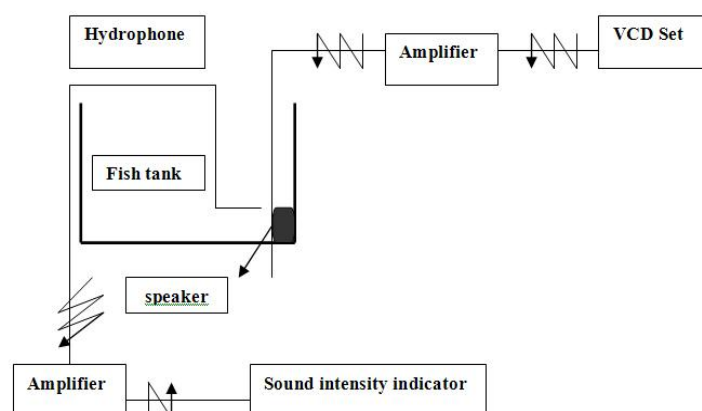 Hydrophone
Amplifier
VCD Set
Fish tank
speaker
Amplifier
Sound intensity indicator